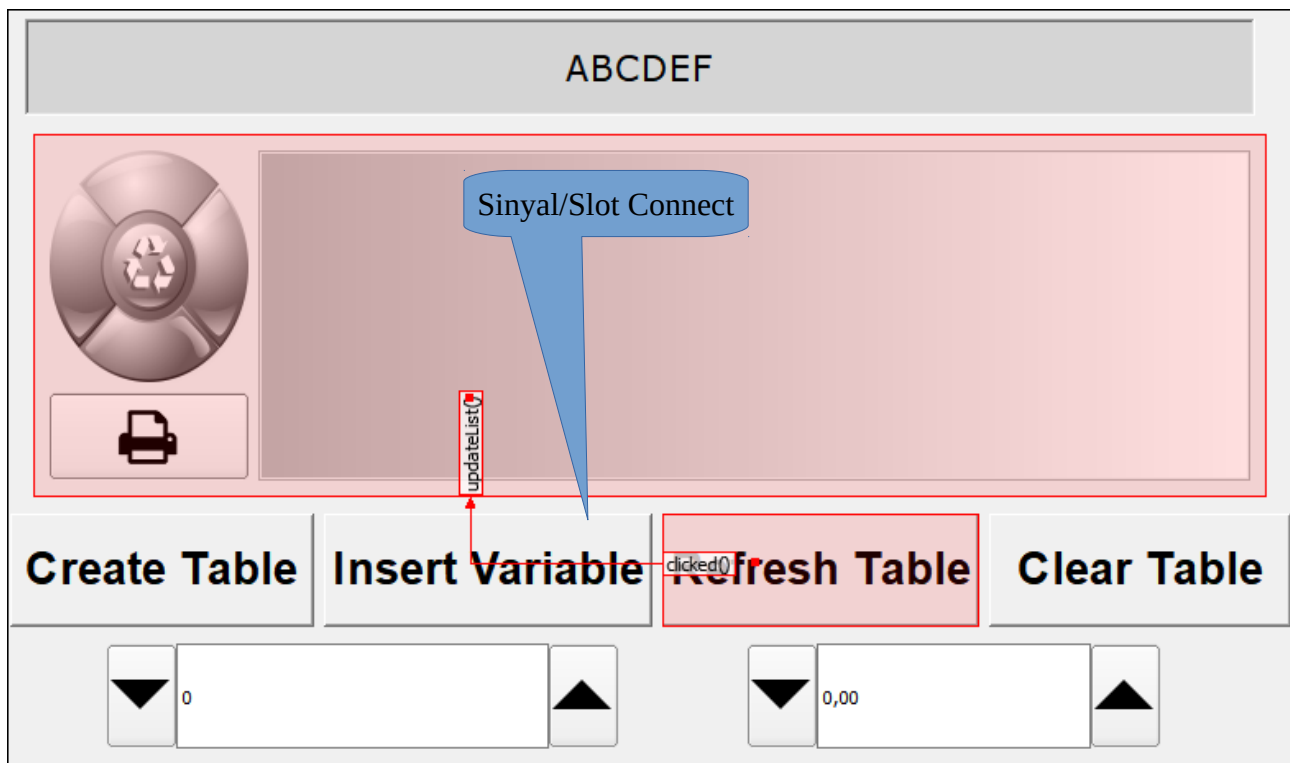 ABCDEF
Sinyal/Slot Connect
updateList()
Create Table
Insert Variable
clicked()
Refresh Table
Clear Table
0
0,00